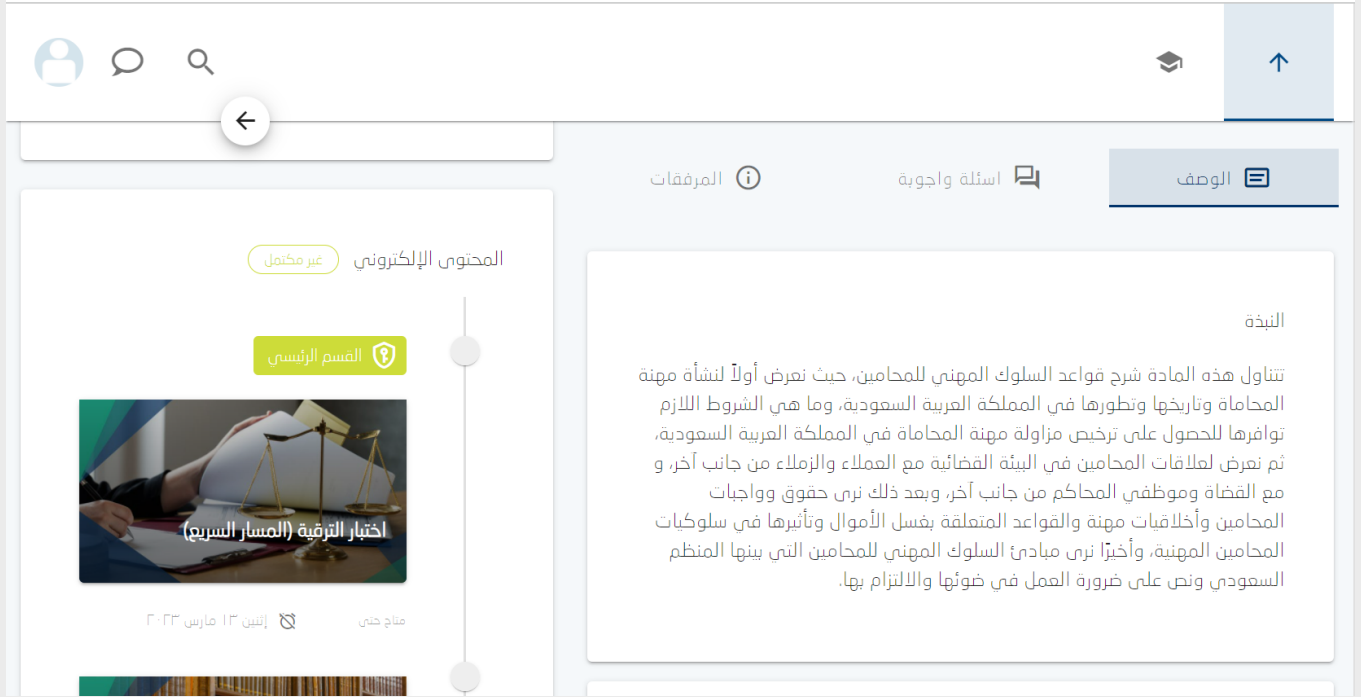 الوصف
اسئلة واجوبة
المرفقات
النبذة
تتناول هذه المادة شرح قواعد السلوك المهني للمحامين، حيث نعرض أولاً لنشأة مهنة
المحاماة وتاريخها وتطورها في المملكة العربية السعودية، وما هي الشروط اللازم
توافرها للحصول على ترخيص مزاولة مهنة المحاماة في المملكة العربية السعودية،
ثم نعرض لعلاقات المحامين في البيئة القضائية مع العملاء والزملاء من جانب آخر، و
مع القضاة وموظفي المحاكم من جانب آخر، وبعد ذلك نرى حقوق وواجبات
المحامين وأخلاقيات مهنة والقواعد المتعلقة بغسل الأموال وتأثيرها في سلوكيات
المحامين المهنية، وأخيرًا نرى مبادئ السلوك المهني للمحامين التي بينها المنظم
السعودي ونص على ضرورة العمل في ضوئها والالتزام بها.
المحتوى الإلكتروني
غير مكتمل
القسم الرئيسي
اختبار الترقية (المسار السريع)
متاح حتى
إثنين ١٣ مارس ٢٠٢٣